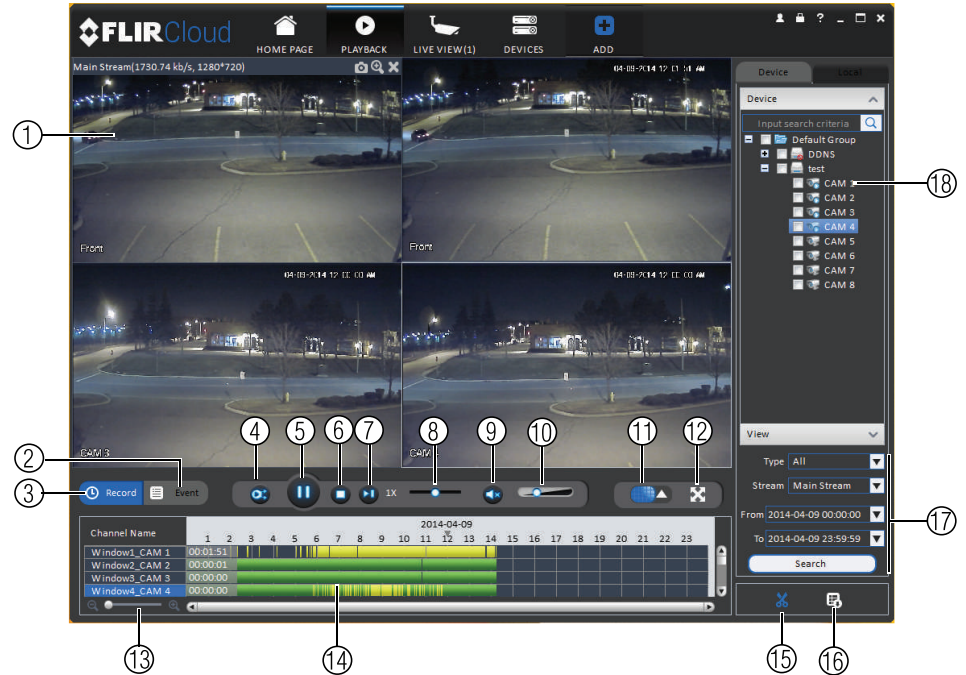 FLIRCloud
HOME PAGE
PLAYBACK
LIVE VIEW(1)
DEVICES
ADD
?
Main Stream(1730.74 kb/s, 1280*720)
Front
Front
CAM 3
04-09-2014 12
04-09-2014 12
04-09-2014 12
Device
Local
Device
Input search criteria
Default Group
DDNS
test
CAM 1
CAM 2
CAM 3
CAM 4
CAM 5
CAM 6
CAM 7
CAM 8
View
Type All
Stream Main Stream
From 2014-04-09 00:00:00
To 2014-04-09 23:59:59
Search
Record
Event
1X
2014-04-09
Channel Name
1 2 3 4 5 6 7 8 9 10 11 12 13 14 15 16 17 18 19 20 21 22 23
Window1_CAM 1 00:01:51
Window2_CAM 2 00:00:01
Window3_CAM 3 00:00:00
Window4_CAM 4 00:00:00
1
2
3
4
5
6
7
8
9
10
11
12
13
14
15
16
17
18